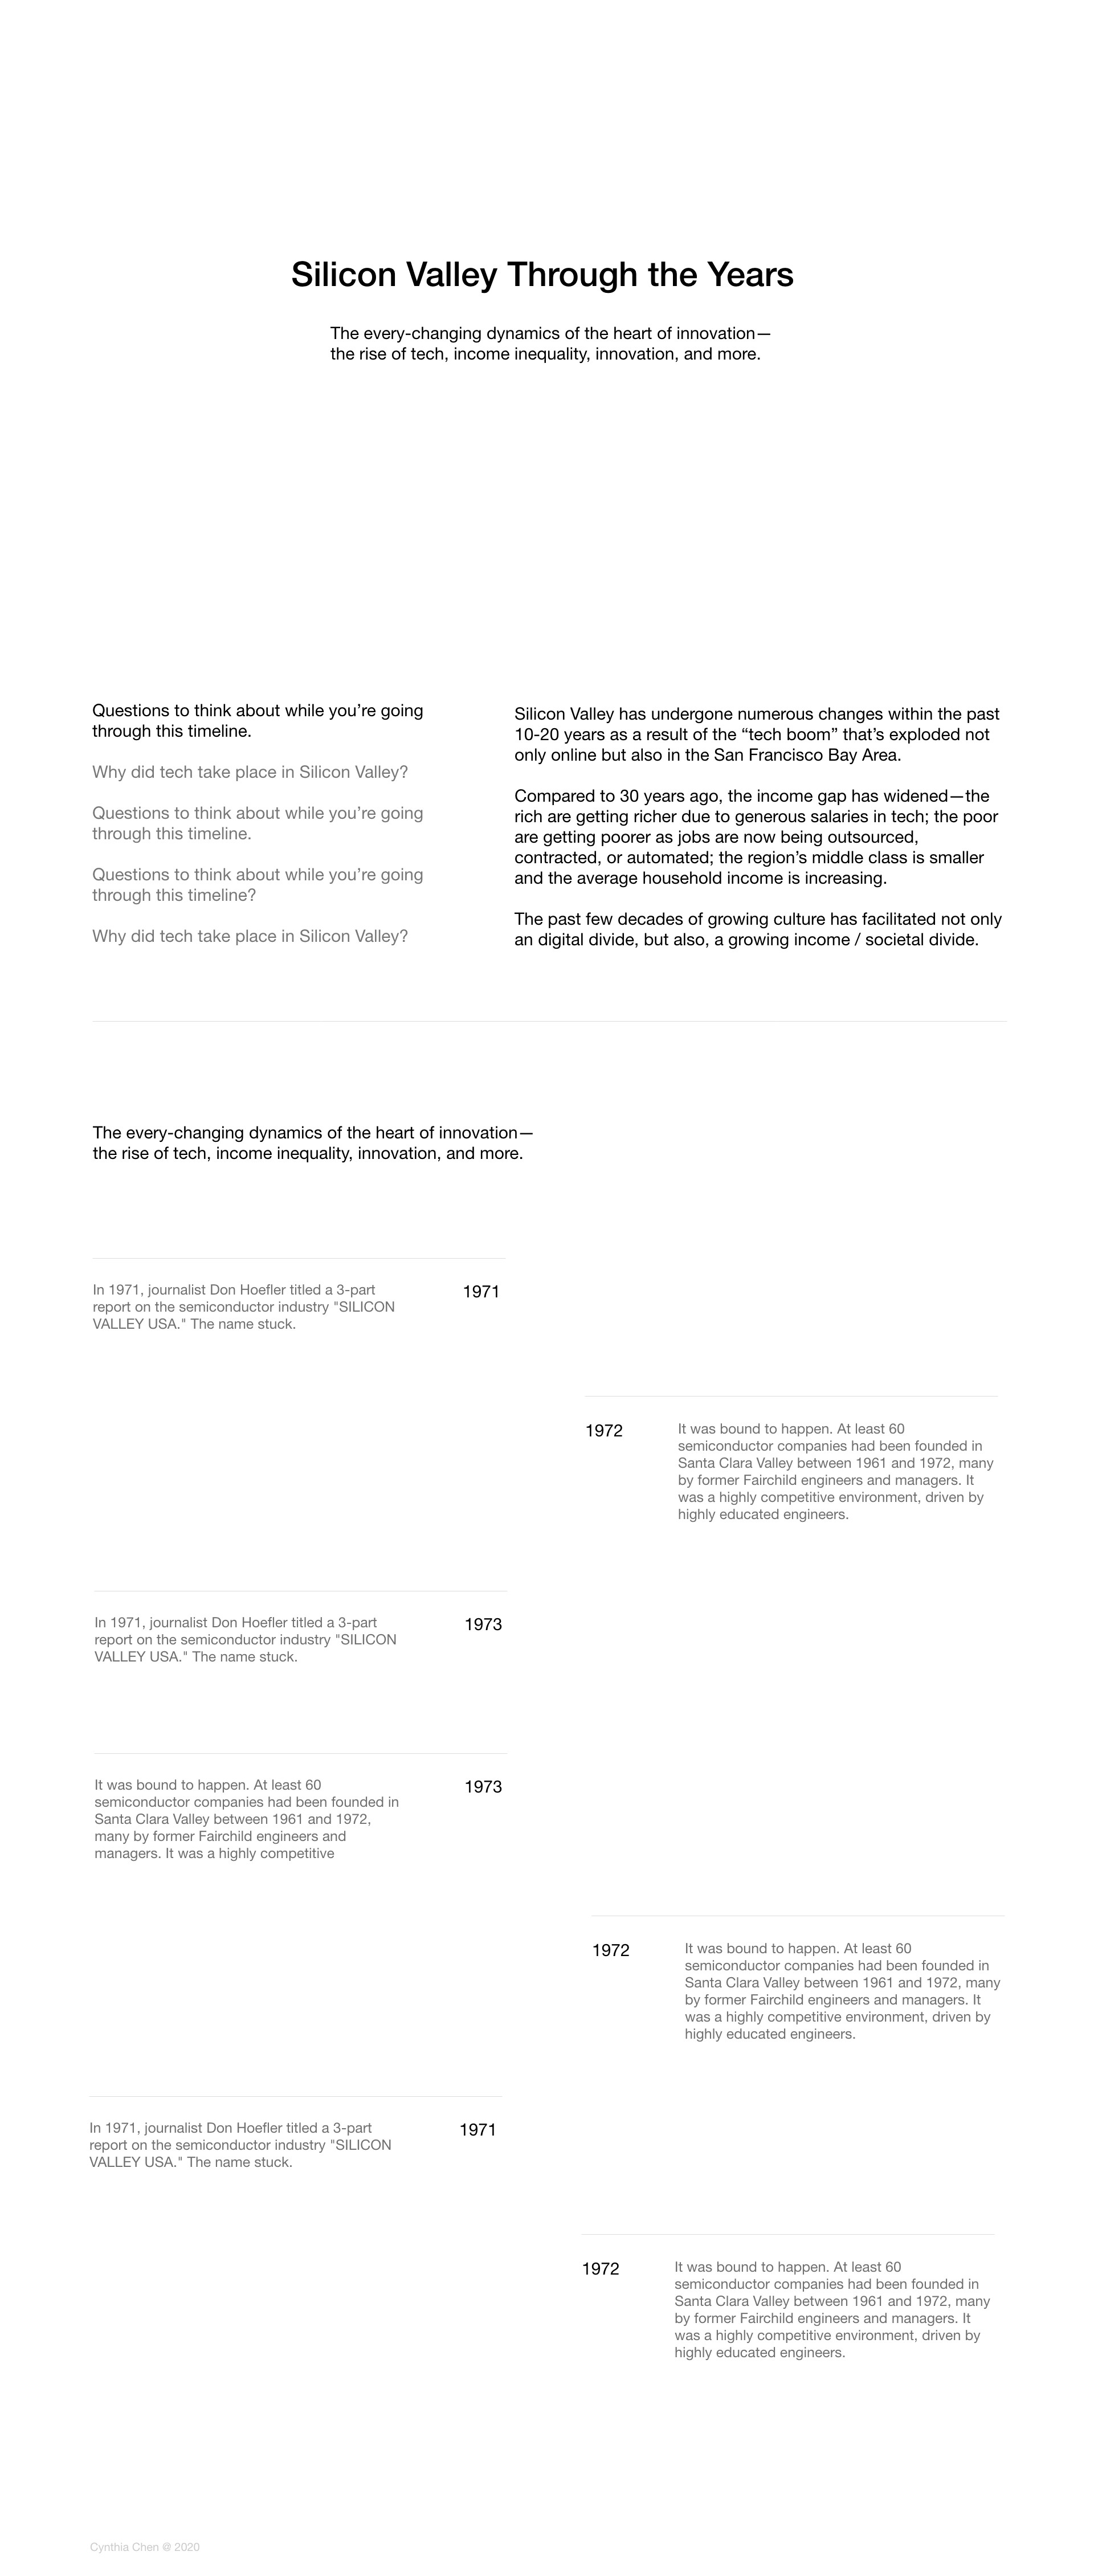 Silicon Valley Through the Years
The every-changing dynamics of the heart of innovation—
the rise of tech, income inequality, innovation, and more.
Questions to think about while you’re going
through this timeline.
Why did tech take place in Silicon Valley?
Questions to think about while you’re going
through this timeline.
Questions to think about while you’re going
through this timeline?
Why did tech take place in Silicon Valley?
Silicon Valley has undergone numerous changes within the past
10-20 years as a result of the “tech boom” that’s exploded not
only online but also in the San Francisco Bay Area.
Compared to 30 years ago, the income gap has widened—the
rich are getting richer due to generous salaries in tech; the poor
are getting poorer as jobs are now being outsourced,
contracted, or automated; the region’s middle class is smaller
and the average household income is increasing.
The past few decades of growing culture has facilitated not only
an digital divide, but also, a growing income / societal divide.
The every-changing dynamics of the heart of innovation—
the rise of tech, income inequality, innovation, and more.
In 1971, journalist Don Hoefler titled a 3-part
report on the semiconductor industry "SILICON
VALLEY USA." The name stuck.
1971
1972
It was bound to happen. At least 60
semiconductor companies had been founded in
Santa Clara Valley between 1961 and 1972, many
by former Fairchild engineers and managers. It
was a highly competitive environment, driven by
highly educated engineers.
In 1971, journalist Don Hoefler titled a 3-part
report on the semiconductor industry "SILICON
VALLEY USA." The name stuck.
1973
It was bound to happen. At least 60
semiconductor companies had been founded in
Santa Clara Valley between 1961 and 1972,
many by former Fairchild engineers and
managers. It was a highly competitive
1973
1972
It was bound to happen. At least 60
semiconductor companies had been founded in
Santa Clara Valley between 1961 and 1972, many
by former Fairchild engineers and managers. It
was a highly competitive environment, driven by
highly educated engineers.
In 1971, journalist Don Hoefler titled a 3-part
report on the semiconductor industry "SILICON
VALLEY USA." The name stuck.
1971
1972
It was bound to happen. At least 60
semiconductor companies had been founded in
Santa Clara Valley between 1961 and 1972, many
by former Fairchild engineers and managers. It
was a highly competitive environment, driven by
highly educated engineers.
Cynthia Chen @ 2020